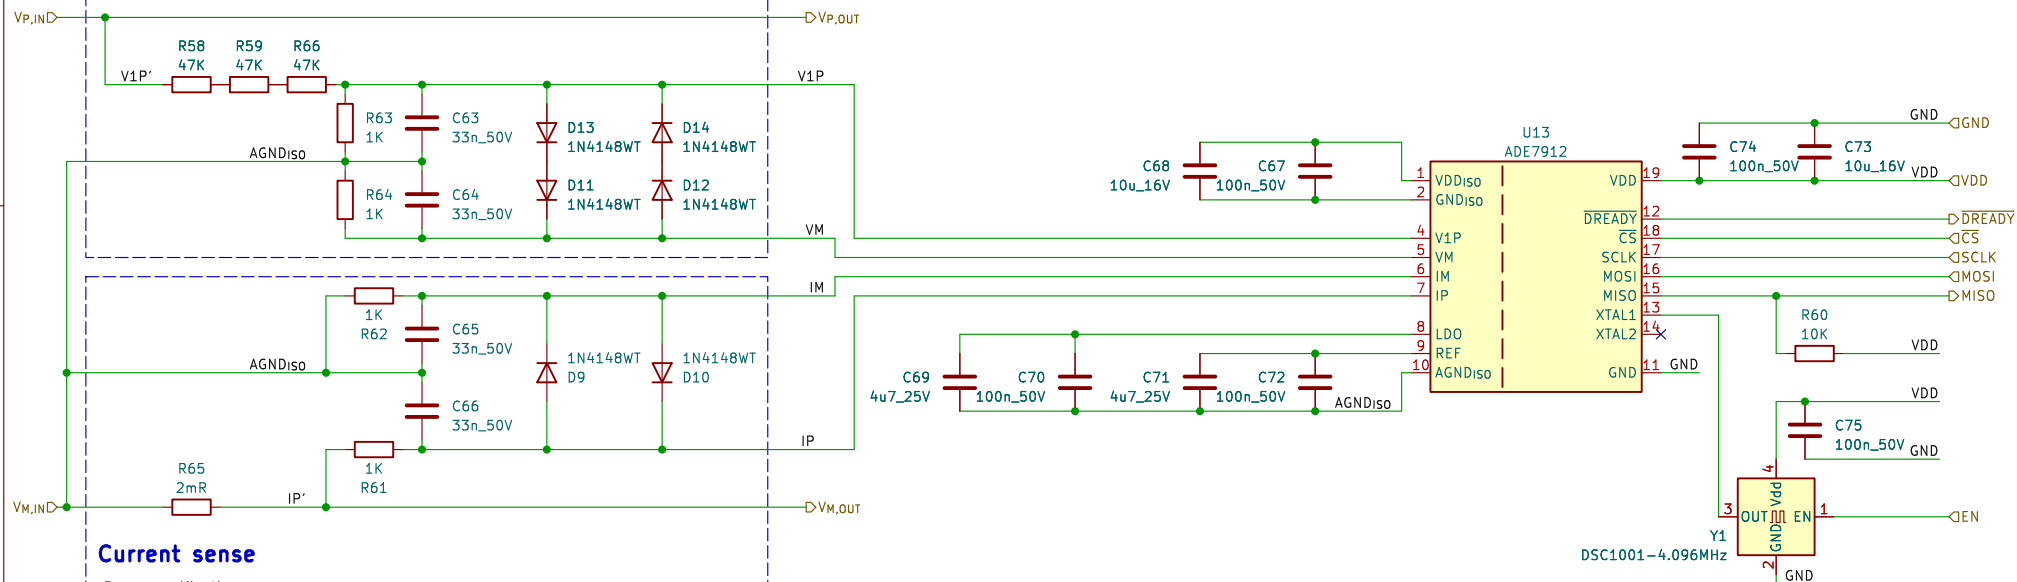 VP,IN
VP,OUT
R58
47K
R59
47K
R66
47K
V1P'
V1P
R63
1K
C63
33n_50V
D13
1N4148WT
D14
1N4148WT
AGNDISO
R64
1K
C64
33n_50V
D11
1N4148WT
D12
1N4148WT
VM
IM
1K
R62
C65
33n_50V
AGNDISO
1N4148WT
D9
1N4148WT
D10
C66
33n_50V
IP
1K
R61
R65
2mR
IP'
VM,IN
VM,OUT
Current sense
C68
10u_16V
C67
100n_50V
U13
ADE7912
1 VDDISO
2 GNDISO
4 V1P
5 VM
6 IM
7 IP
8 LDO
9 REF
10 AGNDISO
VDD 19
DREADY 12
CS 18
SCLK 17
MOSI 16
MISO 15
XTAL1 13
XTAL2 14
GND 11
GND
C69
4u7_25V
C70
100n_50V
C71
4u7_25V
C72
100n_50V
AGNDISO
C74
100n_50V
C73
10u_16V
GND
GND
VDD
VDD
DREADY
CS
SCLK
MOSI
MISO
R60
10K
VDD
VDD
C75
100n_50V
GND
4
Vdd
3 OUT
EN 1
GND
2
EN
Y1
DSC1001-4.096MHz
GND